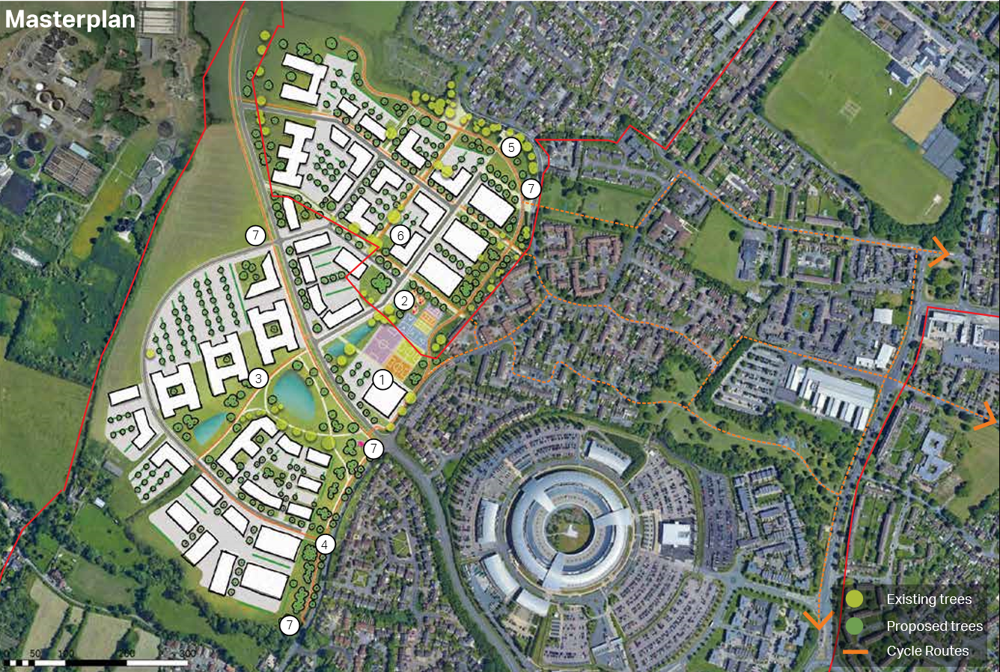 Masterplan
5
7
7
6
2
3
1
7
4
7
Existing trees
Proposed trees
Cycle Routes
0 50 100 200 300